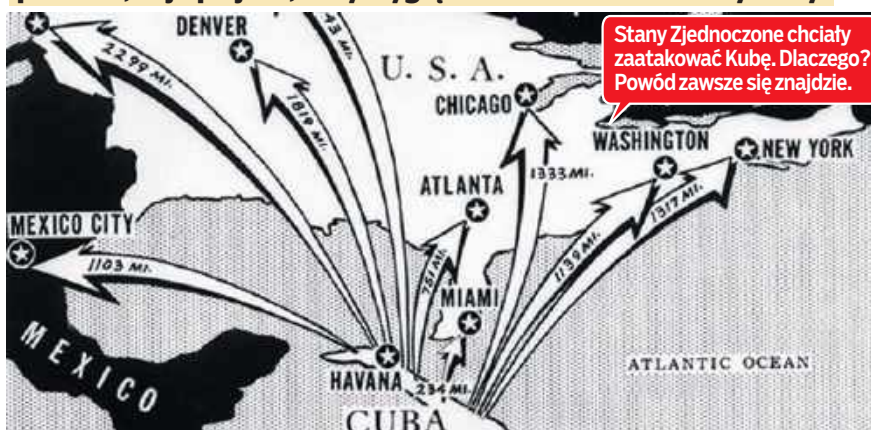 DENVER
2299 MI.
1819 MI.
U. S. A.
Stany Zjednoczone chciały
zaatakować Kubę. Dlaczego?
Powód zawsze się znajdzie.
CHICAGO
WASHINGTON
NEW YORK
ATLANTA
1333 MI.
1317 MI.
1139 MI.
MEXICO CITY
1103 MI.
MIAMI
MEXICO
HAVANA
234 MI.
ATLANTIC OCEAN
CUBA